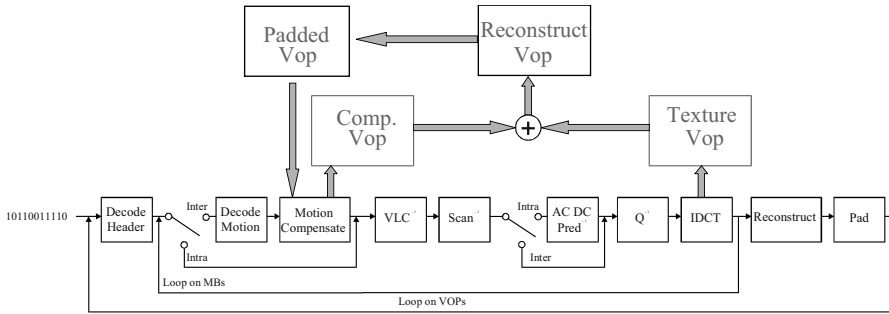 Padded
Vop
Reconstruct
Vop
Comp.
Vop
+
Texture
Vop
10110011110
Decode
Header
Inter
Intra
Decode
Motion
Motion
Compensate
VLC⁻¹
Scan⁻¹
Intra
Inter
AC DC
Pred⁻¹
Q⁻¹
IDCT
Reconstruct
Pad
Loop on MBs
Loop on VOPs